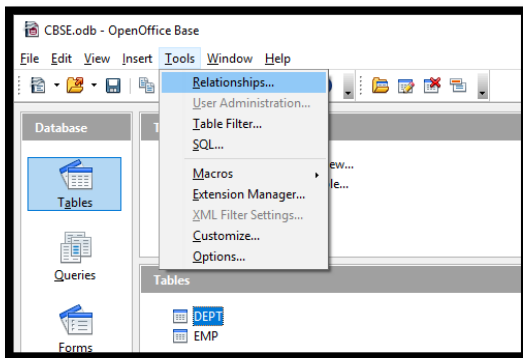 CBSE.odb - OpenOffice Base
File Edit View Insert Tools Window Help
Relationships...
User Administration...
Table Filter...
SQL...
Macros
Extension Manager...
XML Filter Settings...
Customize...
Options...
Database
Tables
Queries
Forms
T
ew...
le...
Tables
DEPT
EMP